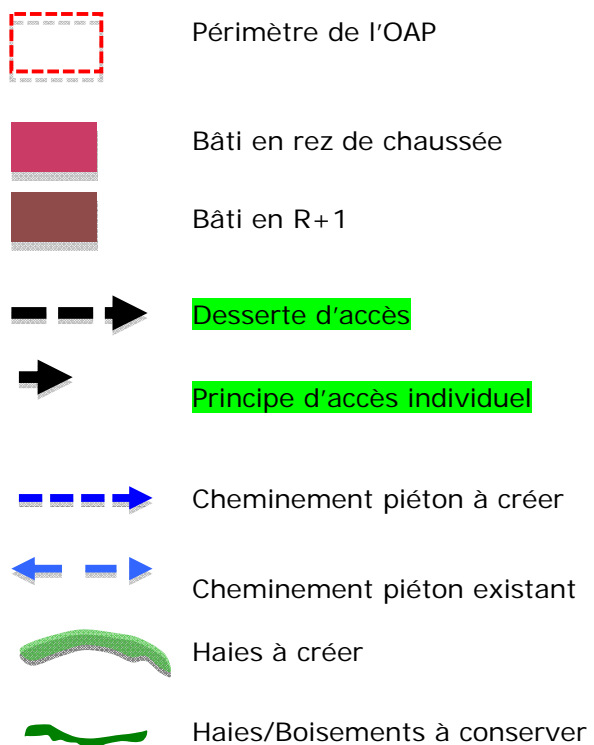 Périmètre de l’OAP
Bâti en rez de chaussée
Bâti en R+1
Desserte d’accès
Principe d’accès individuel
Cheminement piéton à créer
Cheminement piéton existant
Haies à créer
Haies/Boisements à conserver